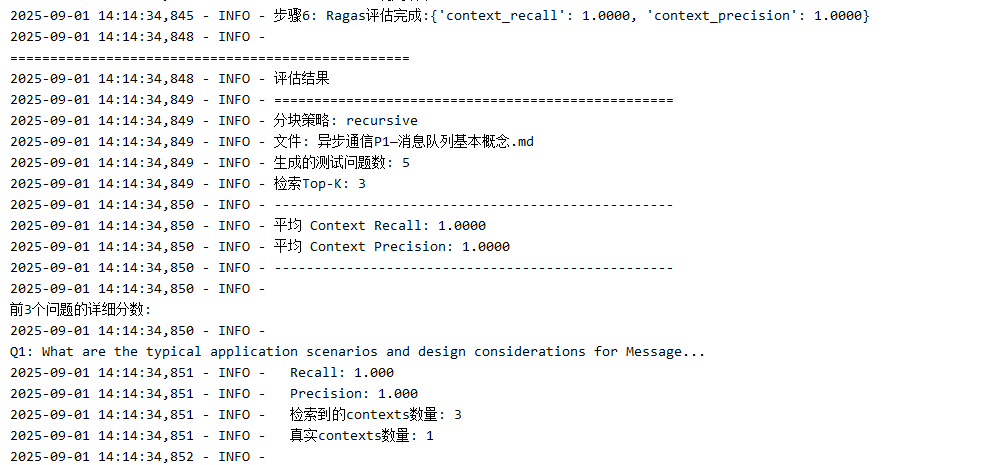 2025-09-01 14:14:34,845 - INFO - 步骤6: Ragas评估完成:{'context_recall': 1.0000, 'context_precision': 1.0000}
2025-09-01 14:14:34,848 - INFO -
==================================================
2025-09-01 14:14:34,848 - INFO - 评估结果
2025-09-01 14:14:34,849 - INFO - ==================================================
2025-09-01 14:14:34,849 - INFO - 分块策略: recursive
2025-09-01 14:14:34,849 - INFO - 文件: 异步通信P1—消息队列基本概念.md
2025-09-01 14:14:34,849 - INFO - 生成的测试问题数: 5
2025-09-01 14:14:34,849 - INFO - 检索Top-K: 3
2025-09-01 14:14:34,850 - INFO - --------------------------------------------------
2025-09-01 14:14:34,850 - INFO - 平均 Context Recall: 1.0000
2025-09-01 14:14:34,850 - INFO - 平均 Context Precision: 1.0000
2025-09-01 14:14:34,850 - INFO - --------------------------------------------------
2025-09-01 14:14:34,850 - INFO -
前3个问题的详细分数:
2025-09-01 14:14:34,850 - INFO -
Q1: What are the typical application scenarios and design considerations for Message...
2025-09-01 14:14:34,851 - INFO -   Recall: 1.000
2025-09-01 14:14:34,851 - INFO -   Precision: 1.000
2025-09-01 14:14:34,851 - INFO -   检索到的contexts数量: 3
2025-09-01 14:14:34,851 - INFO -   真实contexts数量: 1
2025-09-01 14:14:34,852 - INFO -